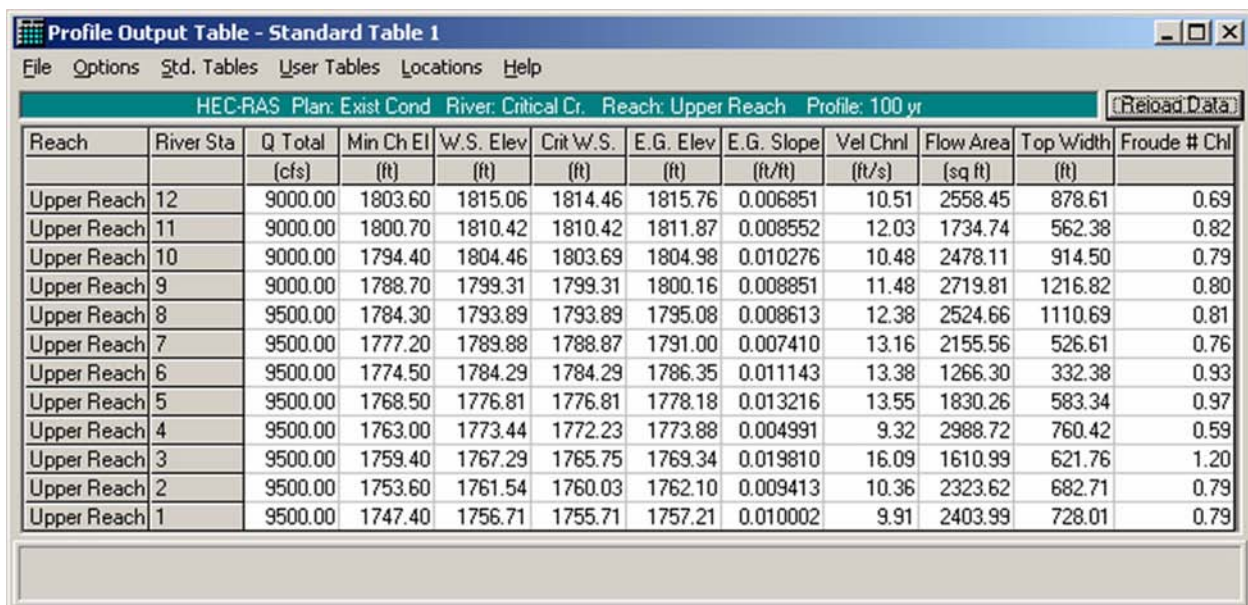 Profile Output Table - Standard Table 1
File Options Std. Tables User Tables Locations Help
HEC-RAS Plan: Exist Cond River: Critical Cr. Reach: Upper Reach Profile: 100 yr Reload Data
Reach River Sta Q Total Min Ch El W.S. Elev Crit W.S. E.G. Elev E.G. Slope Vel Chnl Flow Area Top Width Froude # Chl
(cfs) (ft) (ft) (ft) (ft) (ft/ft) (ft/s) (sq ft) (ft)
Upper Reach 12 9000.00 1803.60 1815.06 1814.46 1815.76 0.006851 10.51 2558.45 878.61 0.69
Upper Reach 11 9000.00 1800.70 1810.42 1810.42 1811.87 0.008552 12.03 1734.74 562.38 0.82
Upper Reach 10 9000.00 1794.40 1804.46 1803.69 1804.98 0.010276 10.48 2478.11 914.50 0.79
Upper Reach 9 9000.00 1788.70 1799.31 1799.31 1800.16 0.008851 11.48 2719.81 1216.82 0.80
Upper Reach 8 9500.00 1784.30 1793.89 1793.89 1795.08 0.008613 12.38 2524.66 1110.69 0.81
Upper Reach 7 9500.00 1777.20 1789.88 1788.87 1791.00 0.007410 13.16 2155.56 526.61 0.76
Upper Reach 6 9500.00 1774.50 1784.29 1784.29 1786.35 0.011143 13.38 1266.30 332.38 0.93
Upper Reach 5 9500.00 1768.50 1776.81 1776.81 1778.18 0.013216 13.55 1830.26 583.34 0.97
Upper Reach 4 9500.00 1763.00 1773.44 1772.23 1773.88 0.004991 9.32 2988.72 760.42 0.59
Upper Reach 3 9500.00 1759.40 1767.29 1765.75 1769.34 0.019810 16.09 1610.99 621.76 1.20
Upper Reach 2 9500.00 1753.60 1761.54 1760.03 1762.10 0.009413 10.36 2323.62 682.71 0.79
Upper Reach 1 9500.00 1747.40 1756.71 1755.71 1757.21 0.010002 9.91 2403.99 728.01 0.79